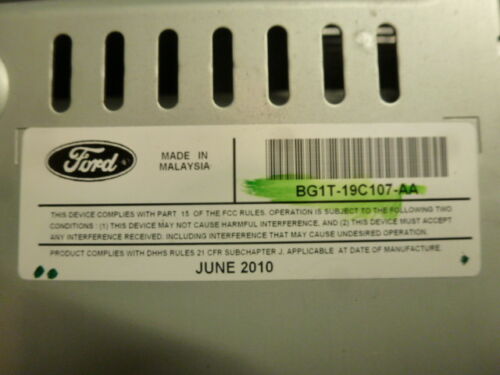 Ford
MADE IN
MALAYSIA
BG1T-19C107-AA
THIS DEVICE COMPLIES WITH PART 15 OF THE FCC RULES, OPERATION IS SUBJECT TO THE FOLLOWING TWO
CONDITIONS : (1) THIS DEVICE MAY NOT CAUSE HARMFUL INTERFERENCE, AND (2) THIS DEVICE MUST ACCEPT
ANY INTERFERENCE RECEIVED, INCLUDING INTERFERENCE THAT MAY CAUSE UNDESIRED OPERATION.
PRODUCT COMPLIES WITH DHHS RULES 21 CFR SUBCHAPTER J, APPLICABLE AT DATE OF MANUFACTURE.
JUNE 2010